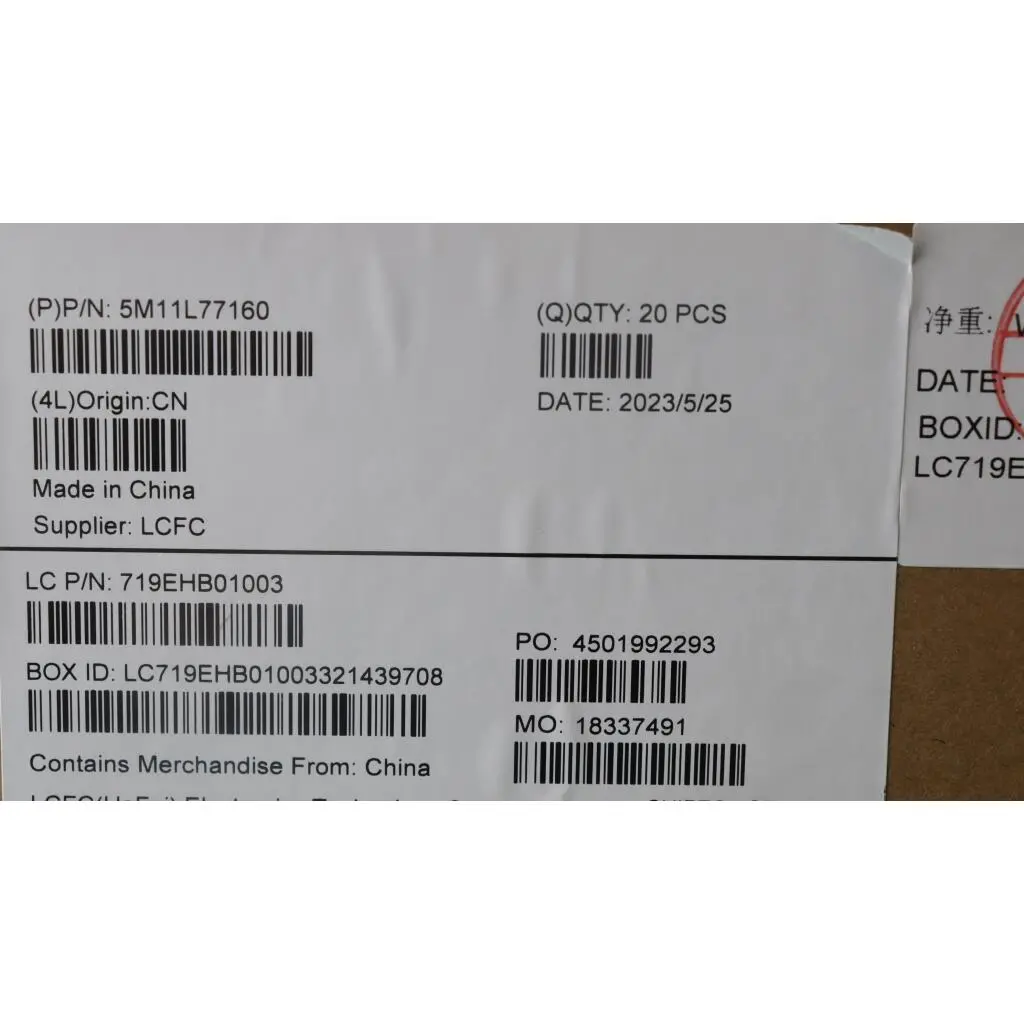 (P)P/N: 5M11L77160
(Q)QTY: 20 PCS
(4L)Origin:CN
DATE: 2023/5/25
Made in China
Supplier: LCFC
LC P/N: 719EHB01003
PO: 4501992293
BOX ID: LC719EHB01003321439708
MO: 18337491
Contains Merchandise From: China
净重:
DATE:
BOXID:
LC719E